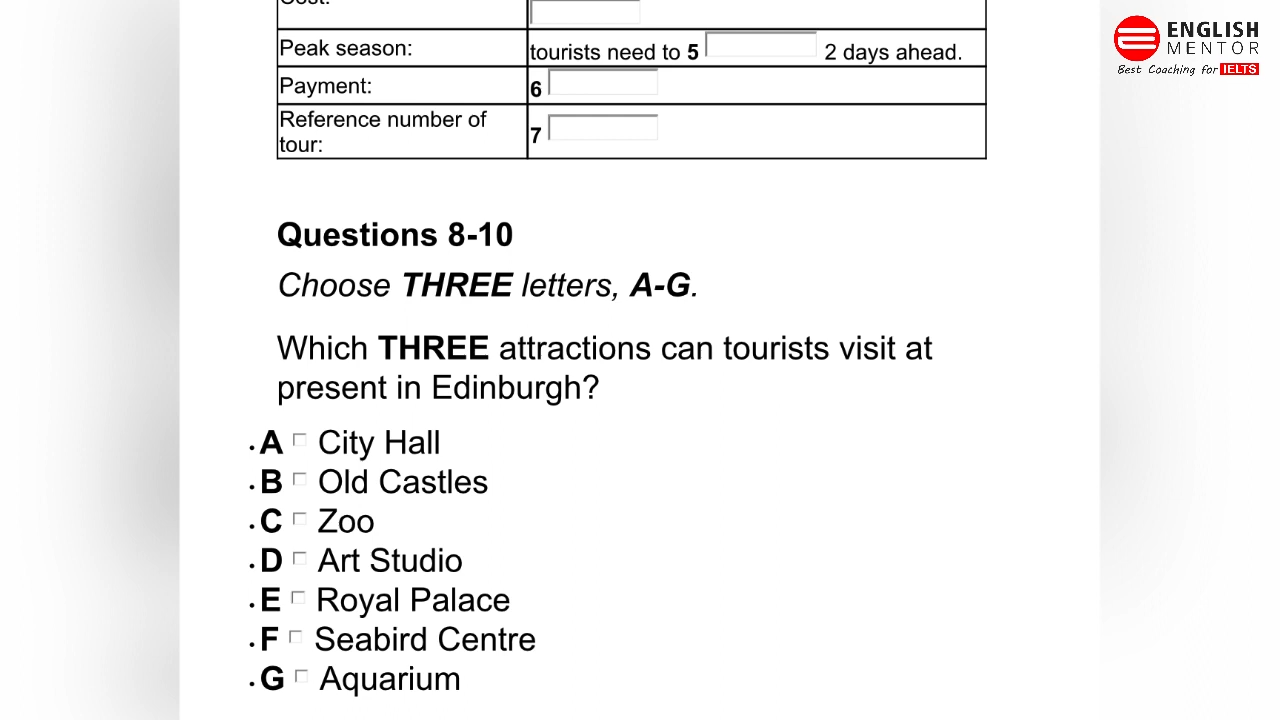 Cost:
ENGLISH
MENTOR
Best Coaching for IELTS
Peak season: tourists need to 5 2 days ahead.
Payment: 6
Reference number of
tour: 7
Questions 8-10
Choose THREE letters, A-G.
Which THREE attractions can tourists visit at
present in Edinburgh?
A City Hall
B Old Castles
C Zoo
D Art Studio
E Royal Palace
F Seabird Centre
G Aquarium